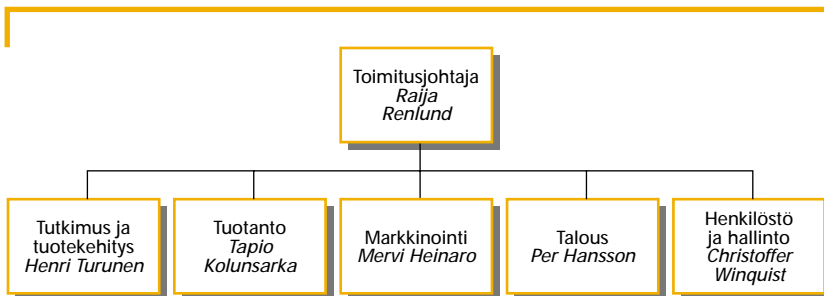 Toimitusjohtaja
Raija
Renlund
Tutkimus ja
tuotekehitys
Henri Turunen
Tuotanto
Tapio
Kolunsarka
Markkinointi
Mervi Heinaro
Talous
Per Hansson
Henkilöstö
ja hallinto
Christoffer
Winquist